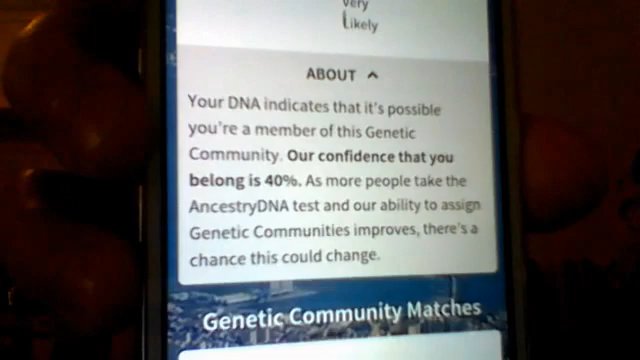 Very
Likely
ABOUT
Your DNA indicates that it's possible
you're a member of this Genetic
Community. Our confidence that you
belong is 40%. As more people take the
AncestryDNA test and our ability to assign
Genetic Communities improves, there's a
chance this could change.
Genetic Community Matches